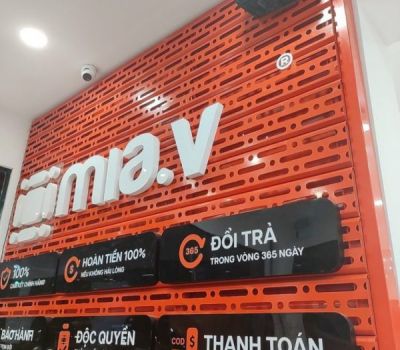 mia.v
®
100%
HOÀN TIỀN 100%
NẾU KHÔNG HÀI LÒNG
365
ĐỔI TRẢ
TRONG VÒNG 365 NGÀY
BẢO HÀNH
ĐỘC QUYỀN
COD $
THANH TOÁN